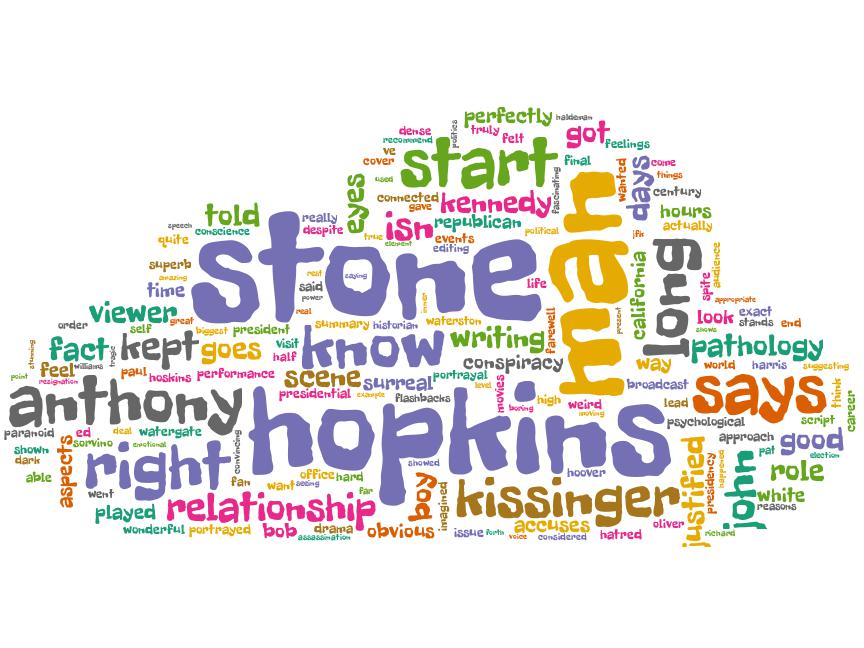 perfectly haldeman
dense politics truly got
recommend felt feelings
ve start
cover final wanted come
used fascinating days things
eyes connected century
gave kennedy
told isn republican hours
speech really man actually
conscience despite political
quite true events jfk
element editing
superb stone long audience
amazing rest saying california spite
time said inner life
power appropriate
viewer real present look exact
great summary historian waterston farewell shows stands end
order self biggest president
fact kept goes visit know writing pathology
stunning tragic half conspiracy way world harris suggesting
feel williams
point paul hoskins performance scene surreal portrayal broadcast
resignation presidential example flashbacks level movies boring high weird moving lead says think career
anthony hopkins psychological script
paranoid ed deal watergate approach good
shown sorvino emotional convincing showed pat election
dark right fan office hard hoover justified role
able aspects want seeing presidency happened
went far boy kissinger john white
played relationship imagined reasons
wonderful portrayed bob drama obvious issue forth accuses hatred oliver
assassination voice considered richard